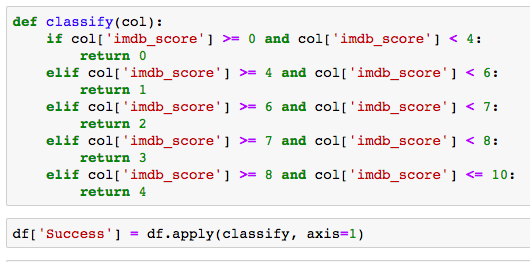 def classify(col):
    if col['imdb_score'] >= 0 and col['imdb_score'] < 4:
        return 0
    elif col['imdb_score'] >= 4 and col['imdb_score'] < 6:
        return 1
    elif col['imdb_score'] >= 6 and col['imdb_score'] < 7:
        return 2
    elif col['imdb_score'] >= 7 and col['imdb_score'] < 8:
        return 3
    elif col['imdb_score'] >= 8 and col['imdb_score'] <= 10:
        return 4
df['Success'] = df.apply(classify, axis=1)